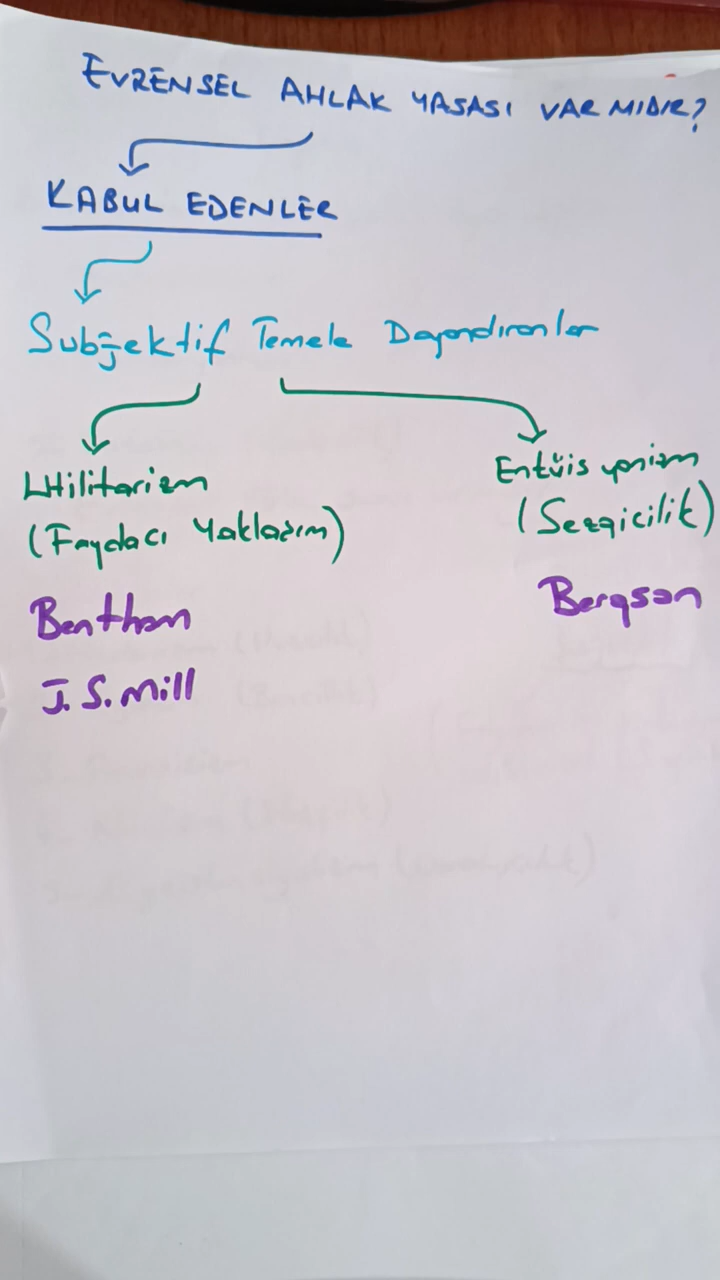 EVRENSEL AHLAK YASASI VAR MIDIR?
KABUL EDENLER
Subjektif Temele Dayandıranlar
Utilitarizm
(Faydacı Yaklaşım)
Bentham
J. S. Mill
Entüisyonizm
(Sezgicilik)
Bergson